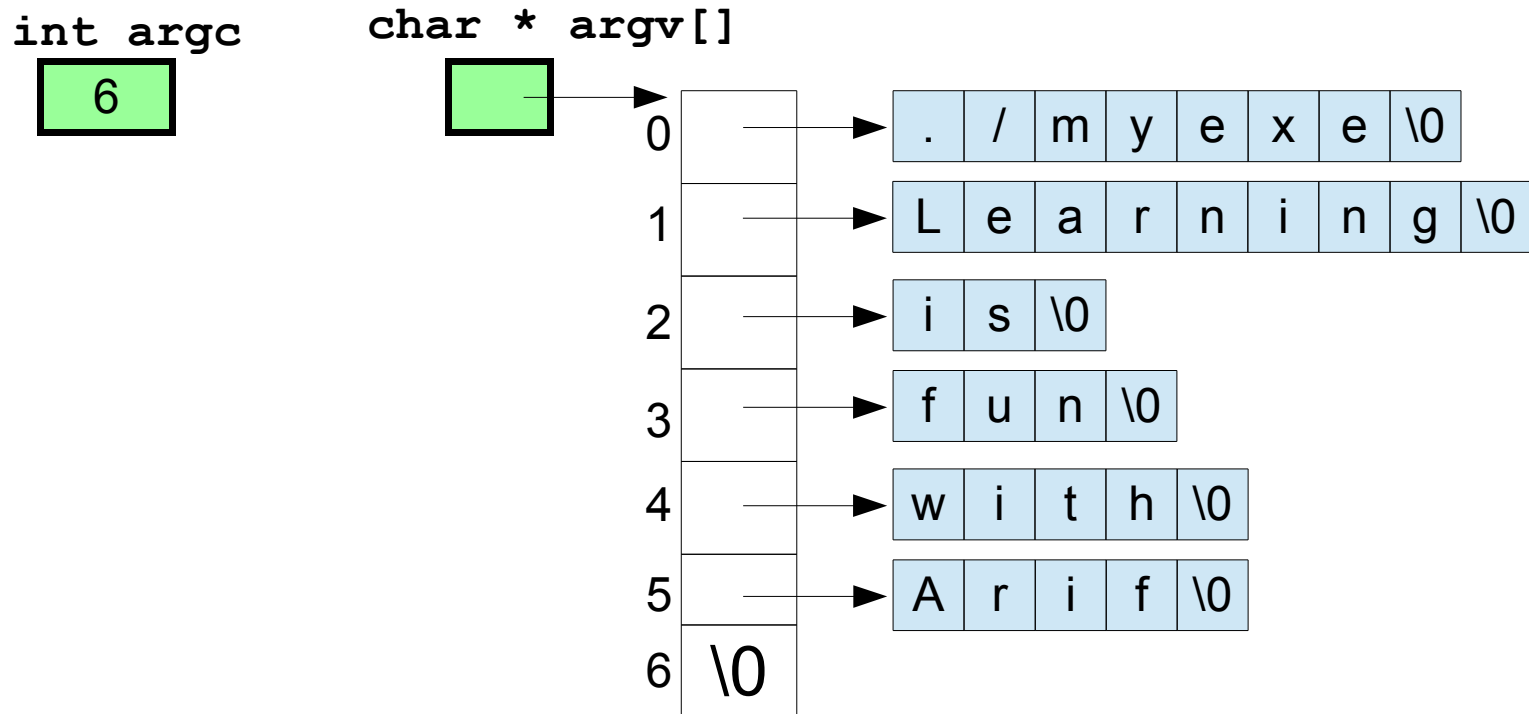 int argc char * argv[]
6
0 . / m y e x e \0
1 L e a r n i n g \0
2 i s \0
3 f u n \0
4 w i t h \0
5 A r i f \0
6 \0